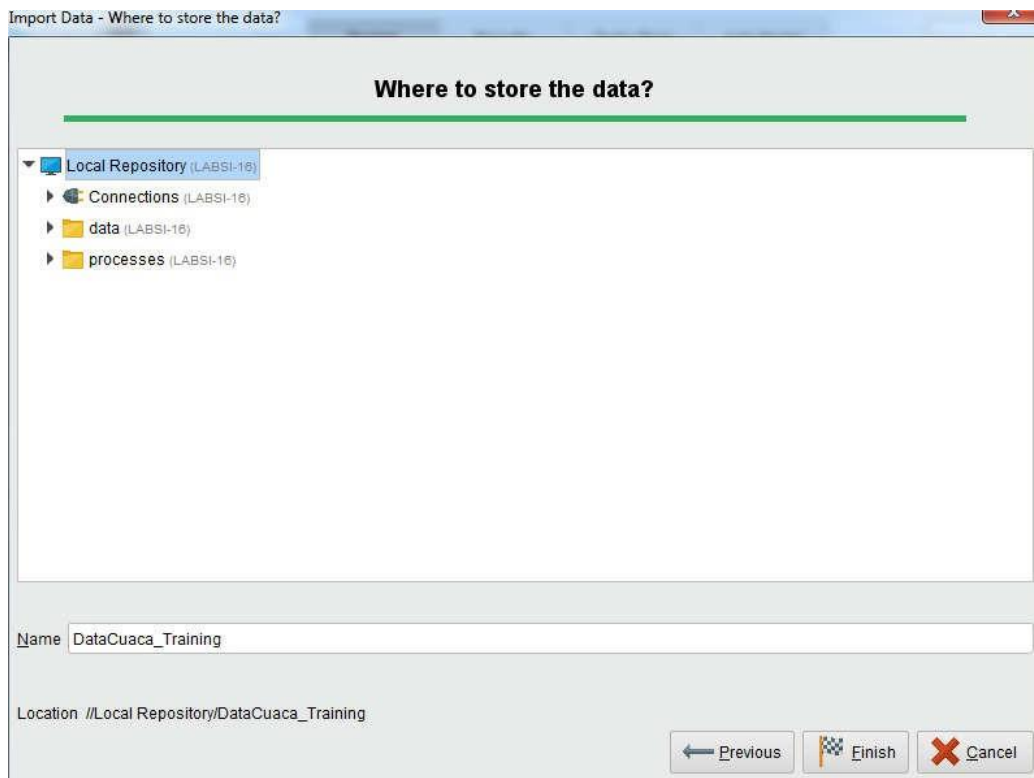 Import Data - Where to store the data?
Where to store the data?
Local Repository (LABSI-16)
Connections (LABSI-16)
data (LABSI-16)
processes (LABSI-16)
Name DataCuaca_Training
Location //Local Repository/DataCuaca_Training
Previous Finish Cancel